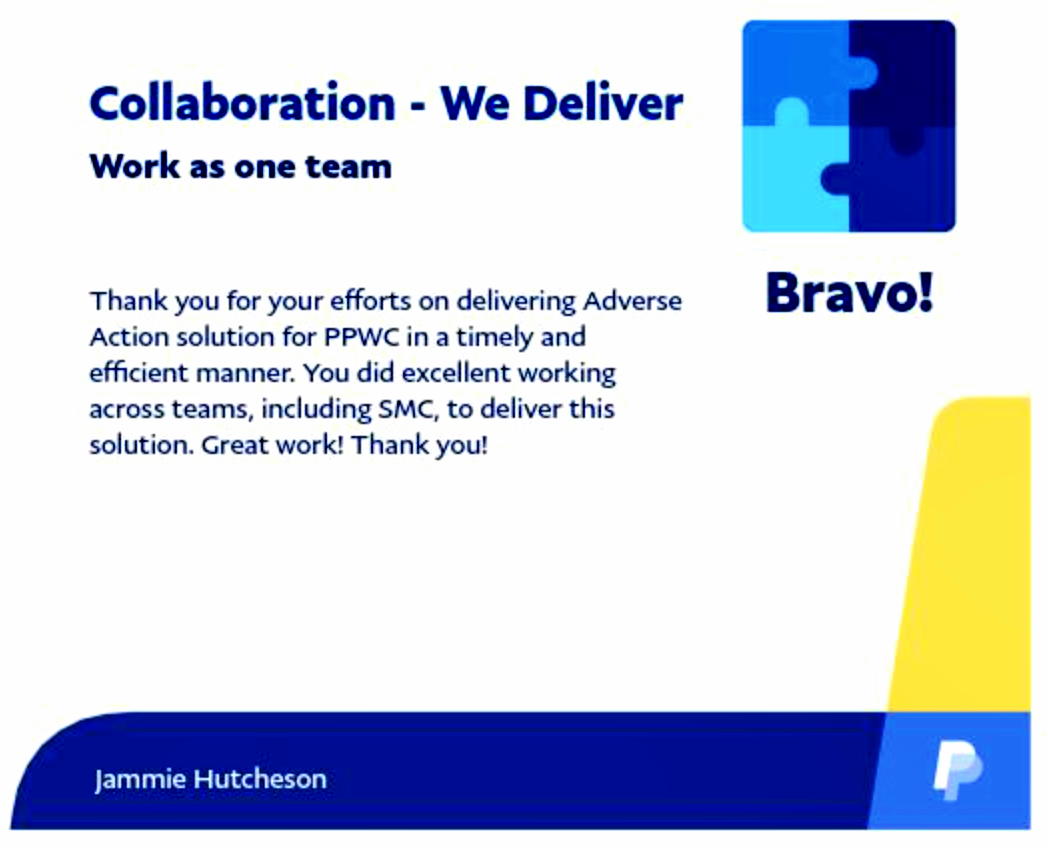 Collaboration - We Deliver
Work as one team
Bravo!
Thank you for your efforts on delivering Adverse
Action solution for PPWC in a timely and
efficient manner. You did excellent working
across teams, including SMC, to deliver this
solution. Great work! Thank you!
Jammie Hutcheson